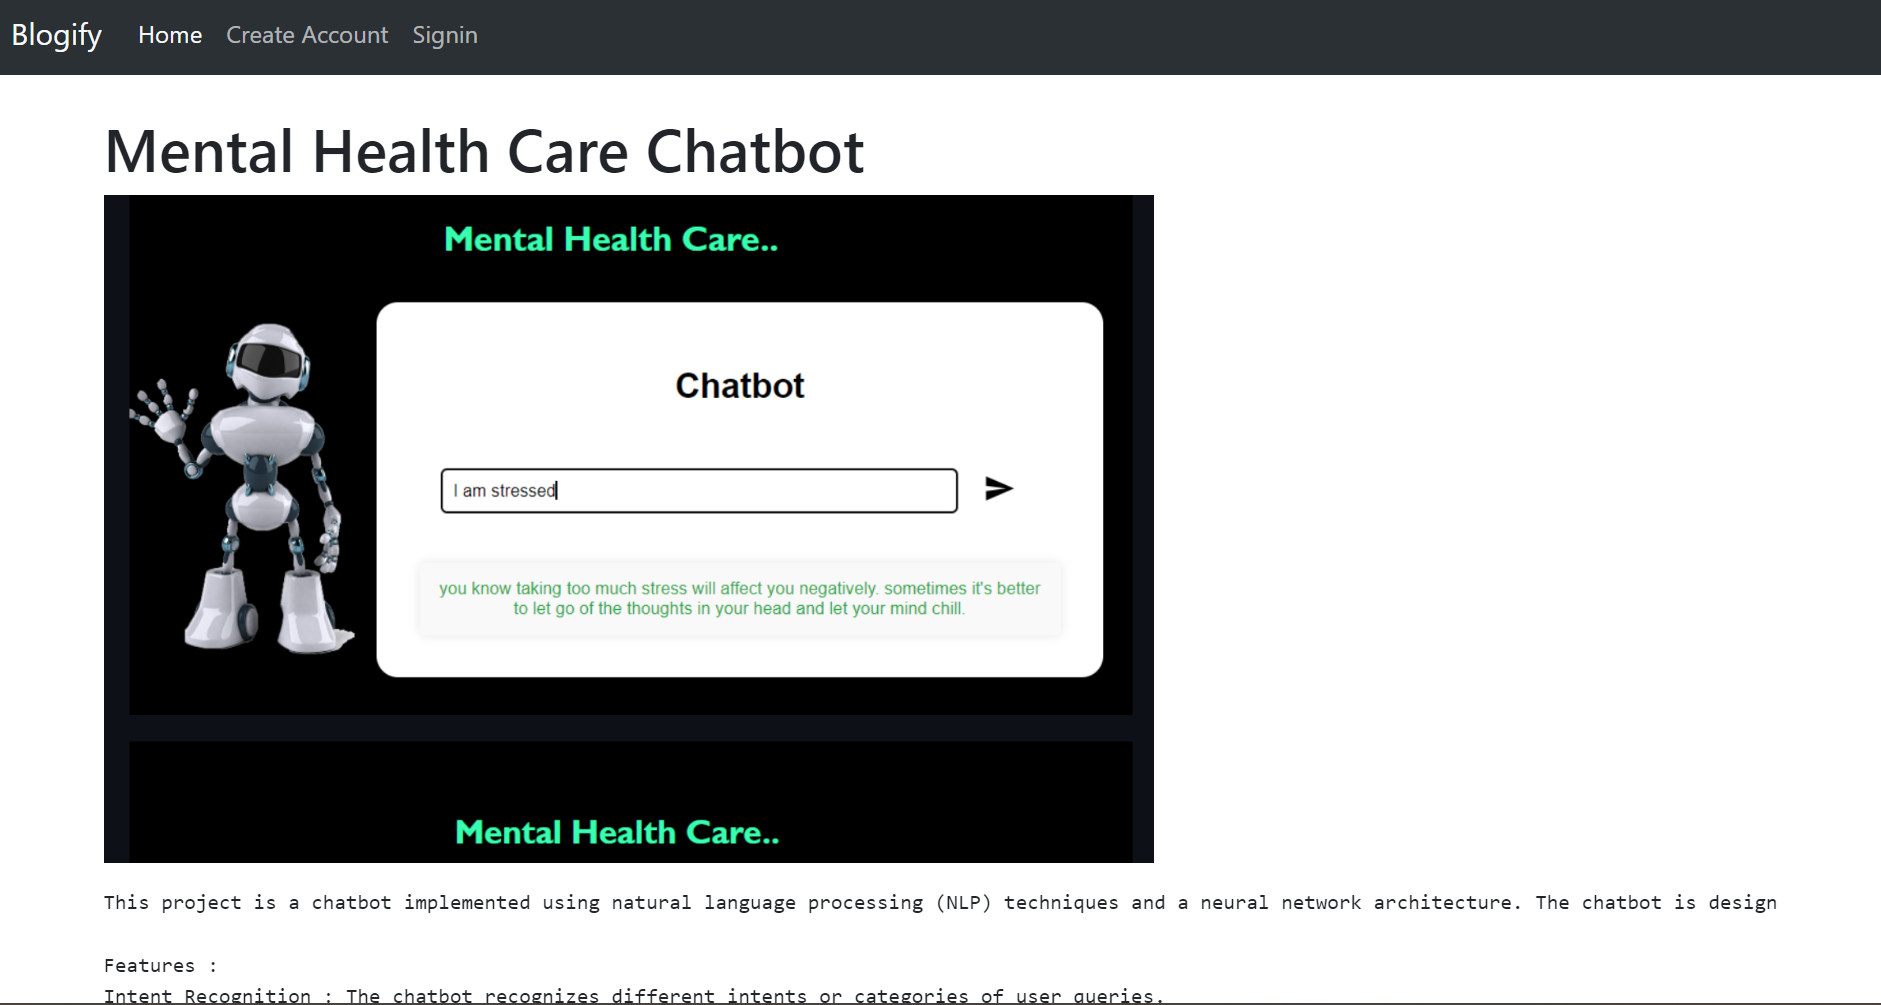 Blogify Home Create Account Signin
Mental Health Care Chatbot
Mental Health Care..
Chatbot
I am stressed
you know taking too much stress will affect you negatively. sometimes it's better
to let go of the thoughts in your head and let your mind chill.
Mental Health Care..
This project is a chatbot implemented using natural language processing (NLP) techniques and a neural network architecture. The chatbot is design
Features :
Intent Recognition : The chatbot recognizes different intents or categories of user queries.